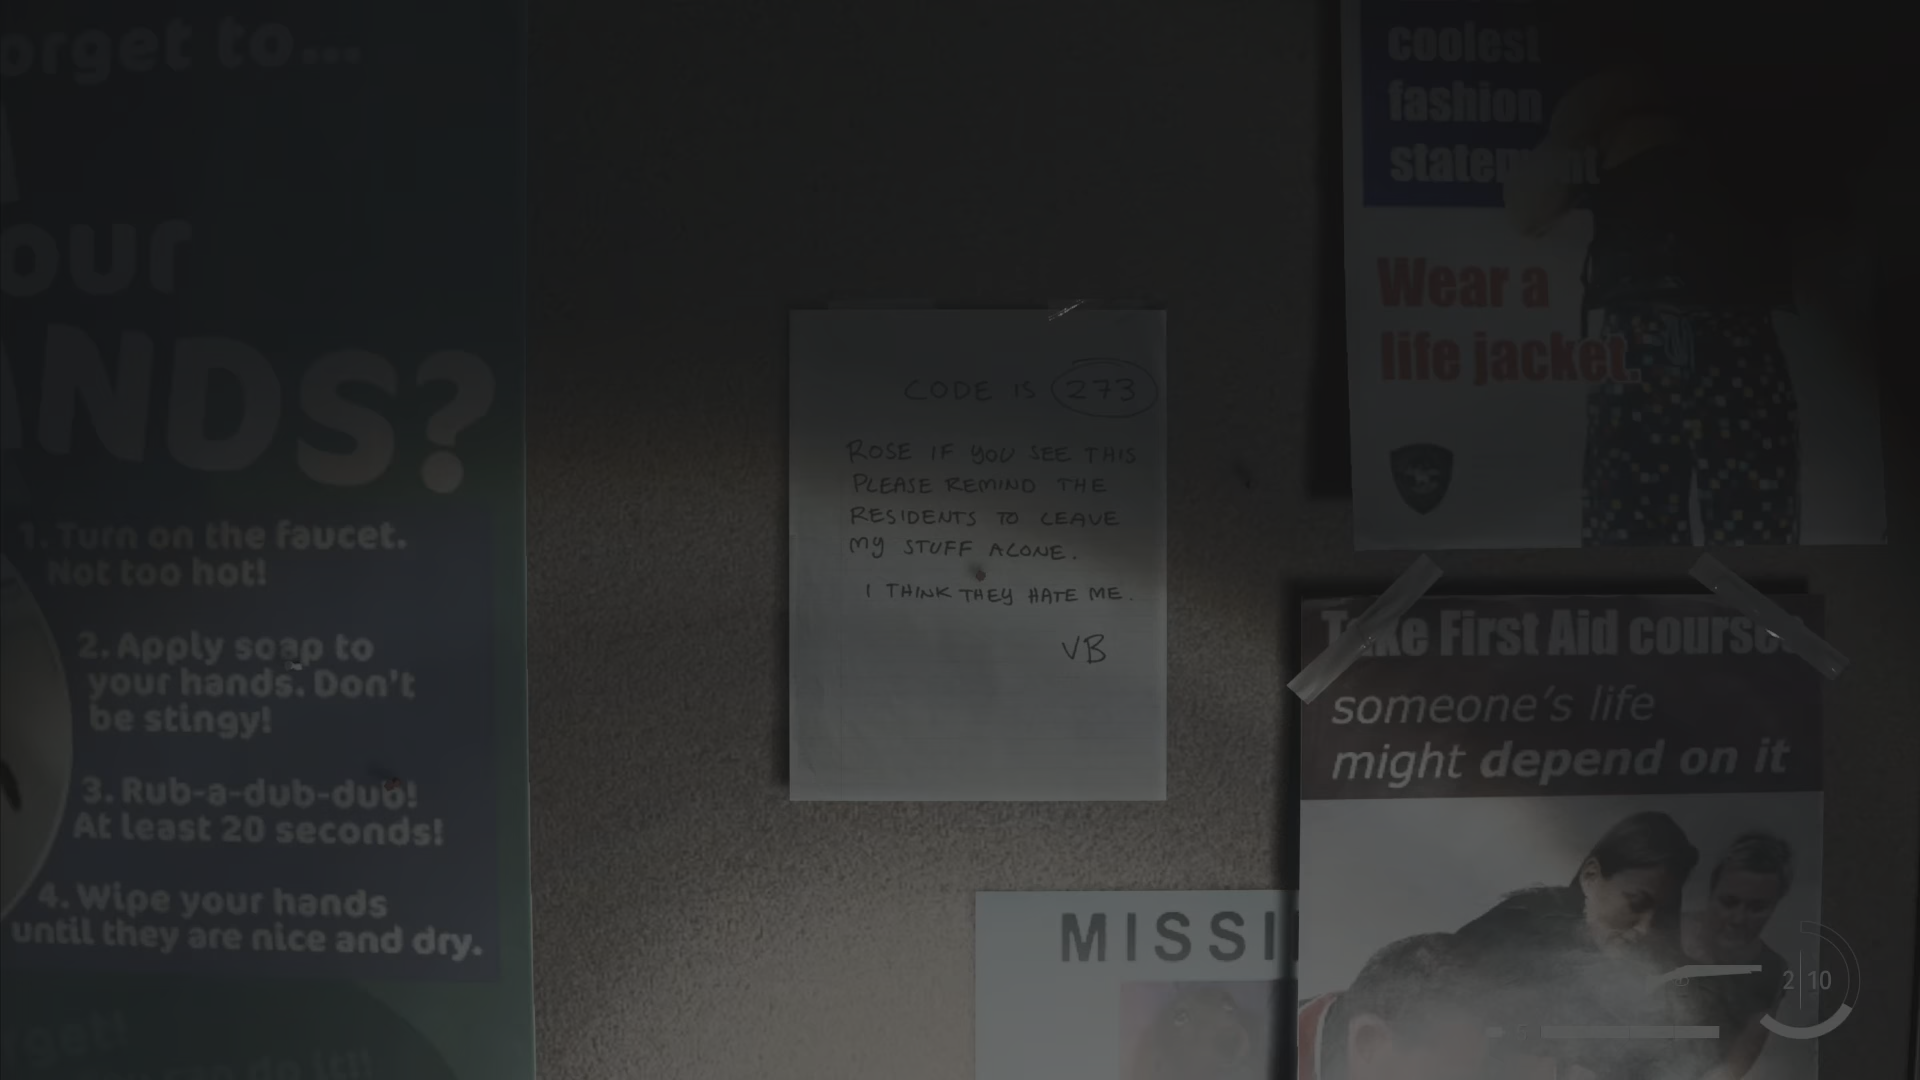 orget to...
our
NDS?
1. Turn on the faucet.
Not too hot!
2. Apply soap to
your hands. Don't
be stingy!
3. Rub-a-dub-dub!
At least 20 seconds!
4. Wipe your hands
until they are nice and dry.
CODE IS 273
ROSE IF YOU SEE THIS
PLEASE REMIND THE
RESIDENTS TO LEAVE
MY STUFF ALONE.
I THINK THEY HATE ME.
VB
MISSI
coolest
fashion
statement
Wear a
life jacket.
Take First Aid course
someone's life
might depend on it
2 10